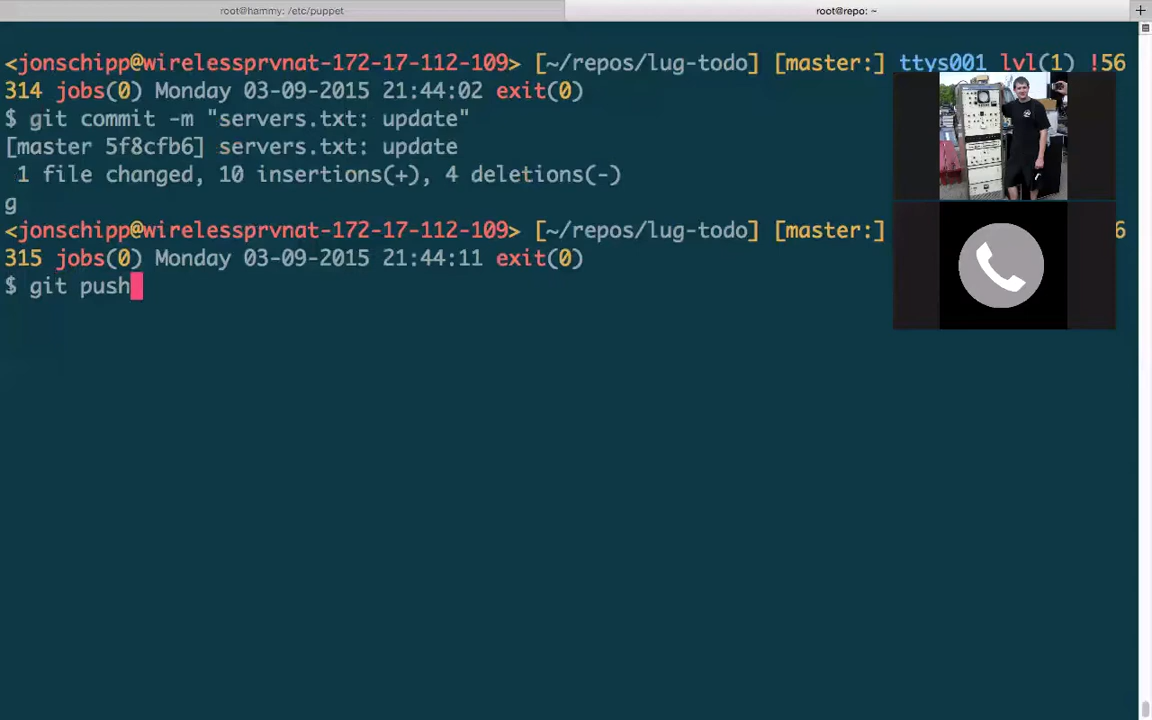 root@hammy: /etc/puppet
root@repo: ~
<jonschipp@wirelessprvnat-172-17-112-109> [~/repos/lug-todo] [master:] ttys001 lvl(1) !56
314 jobs(0) Monday 03-09-2015 21:44:02 exit(0)
$ git commit -m "servers.txt: update"
[master 5f8cfb6] servers.txt: update
1 file changed, 10 insertions(+), 4 deletions(-)
g
<jonschipp@wirelessprvnat-172-17-112-109> [~/repos/lug-todo] [master:] 6
315 jobs(0) Monday 03-09-2015 21:44:11 exit(0)
$ git push